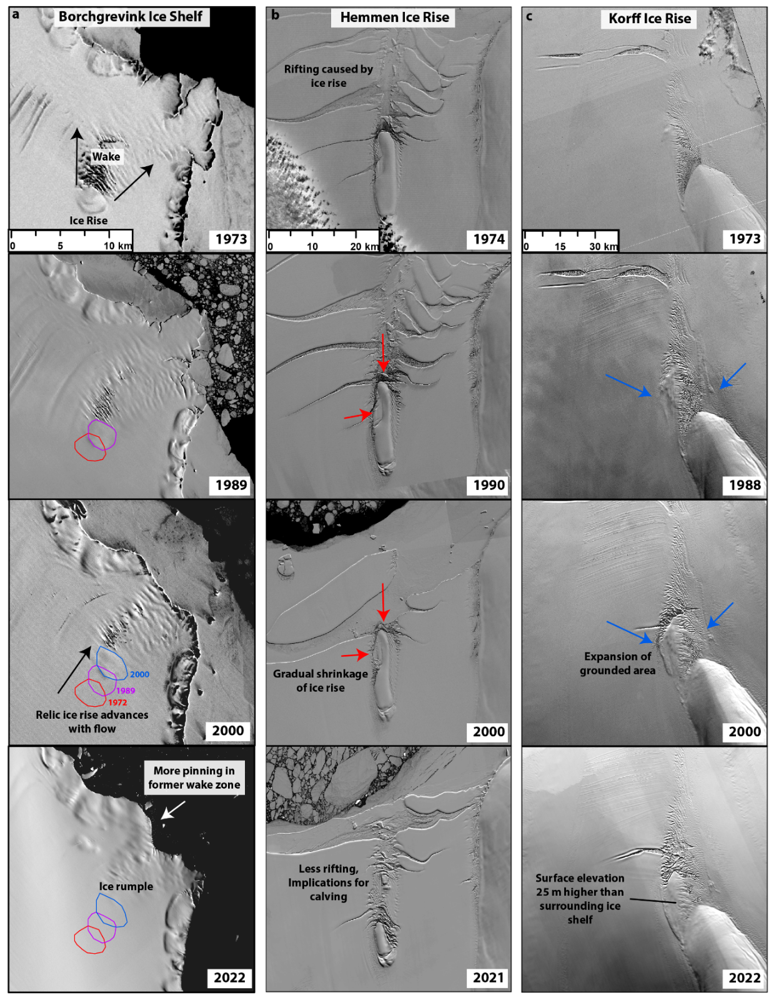 a
Borchgrevink Ice Shelf
Wake
Ice Rise
0 5 10 km
1973
1989
2000
1989
1972
Relic ice rise advances
with flow
2000
More pinning in
former wake zone
Ice rumple
2022
b
Hemmen Ice Rise
Rifting caused by
ice rise
0 20 km
1974
1990
Gradual shrinkage
of ice rise
2000
Less rifting,
Implications for
calving
2021
c
Korff Ice Rise
0 15 30 km
1973
1988
Expansion of
grounded area
2000
Surface elevation
25 m higher than
surrounding ice
shelf
2022